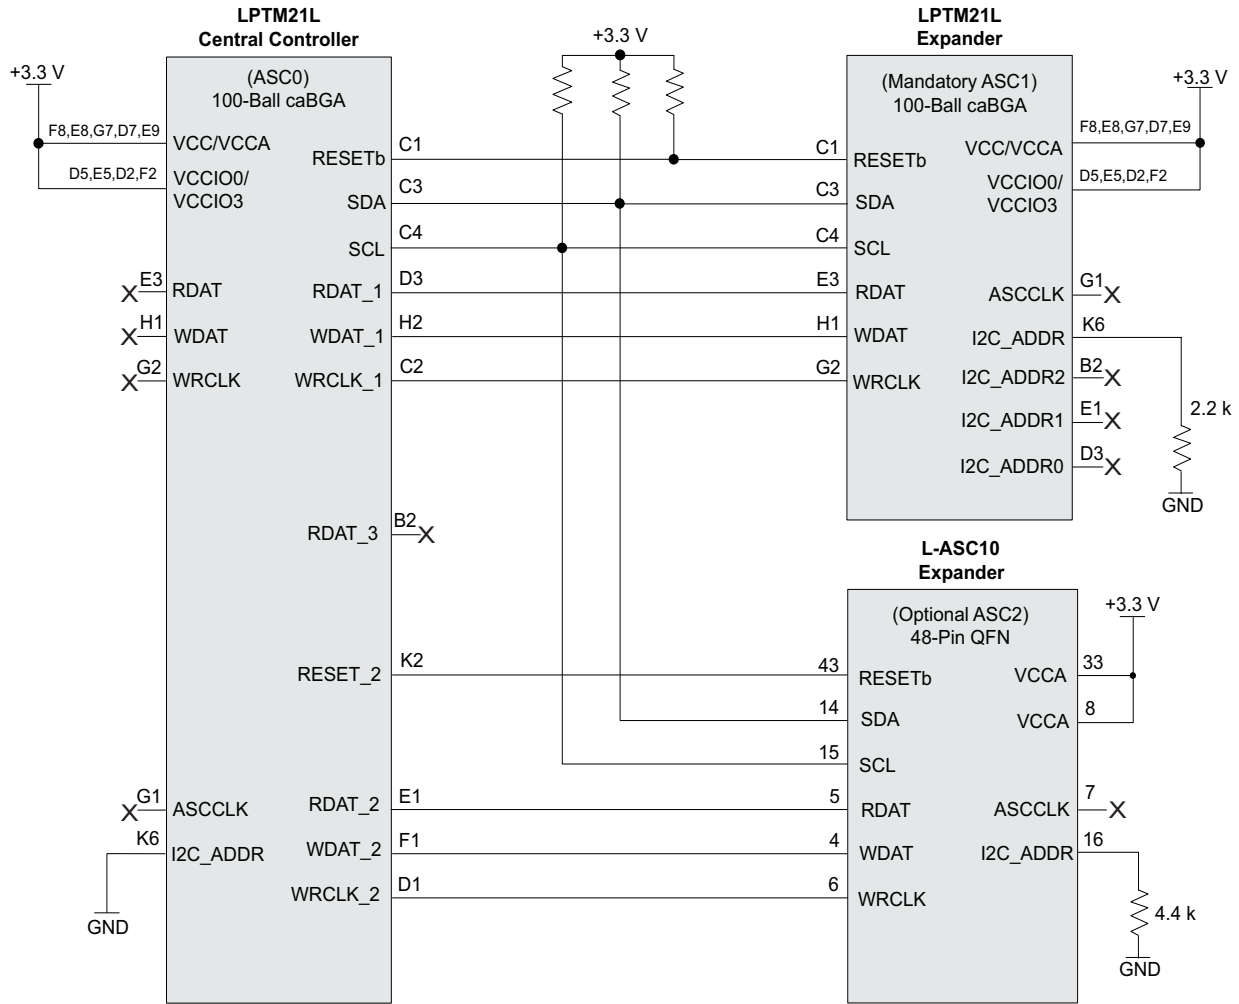 LPTM21L
Central Controller
(ASC0)
100-Ball caBGA
+3.3 V
F8,E8,G7,D7,E9
VCC/VCCA
D5,E5,D2,F2
VCCIO0/
VCCIO3
E3
RDAT
H1
WDAT
G2
WRCLK
G1
ASCCLK
K6
I2C_ADDR
GND
RESETb
C1
SDA
C3
SCL
C4
RDAT_1
D3
WDAT_1
H2
WRCLK_1
C2
RDAT_3
B2
RESET_2
K2
RDAT_2
E1
WDAT_2
F1
WRCLK_2
D1
+3.3 V
LPTM21L
Expander
(Mandatory ASC1)
100-Ball caBGA
C1
RESETb
C3
SDA
C4
SCL
E3
RDAT
H1
WDAT
G2
WRCLK
+3.3 V
VCC/VCCA
F8,E8,G7,D7,E9
VCCIO0/
VCCIO3
D5,E5,D2,F2
ASCCLK
G1
I2C_ADDR
K6
I2C_ADDR2
B2
I2C_ADDR1
E1
I2C_ADDR0
D3
2.2 k
GND
L-ASC10
Expander
(Optional ASC2)
48-Pin QFN
43
RESETb
14
SDA
15
SCL
5
RDAT
4
WDAT
6
WRCLK
+3.3 V
VCCA
33
VCCA
8
ASCCLK
7
I2C_ADDR
16
4.4 k
GND